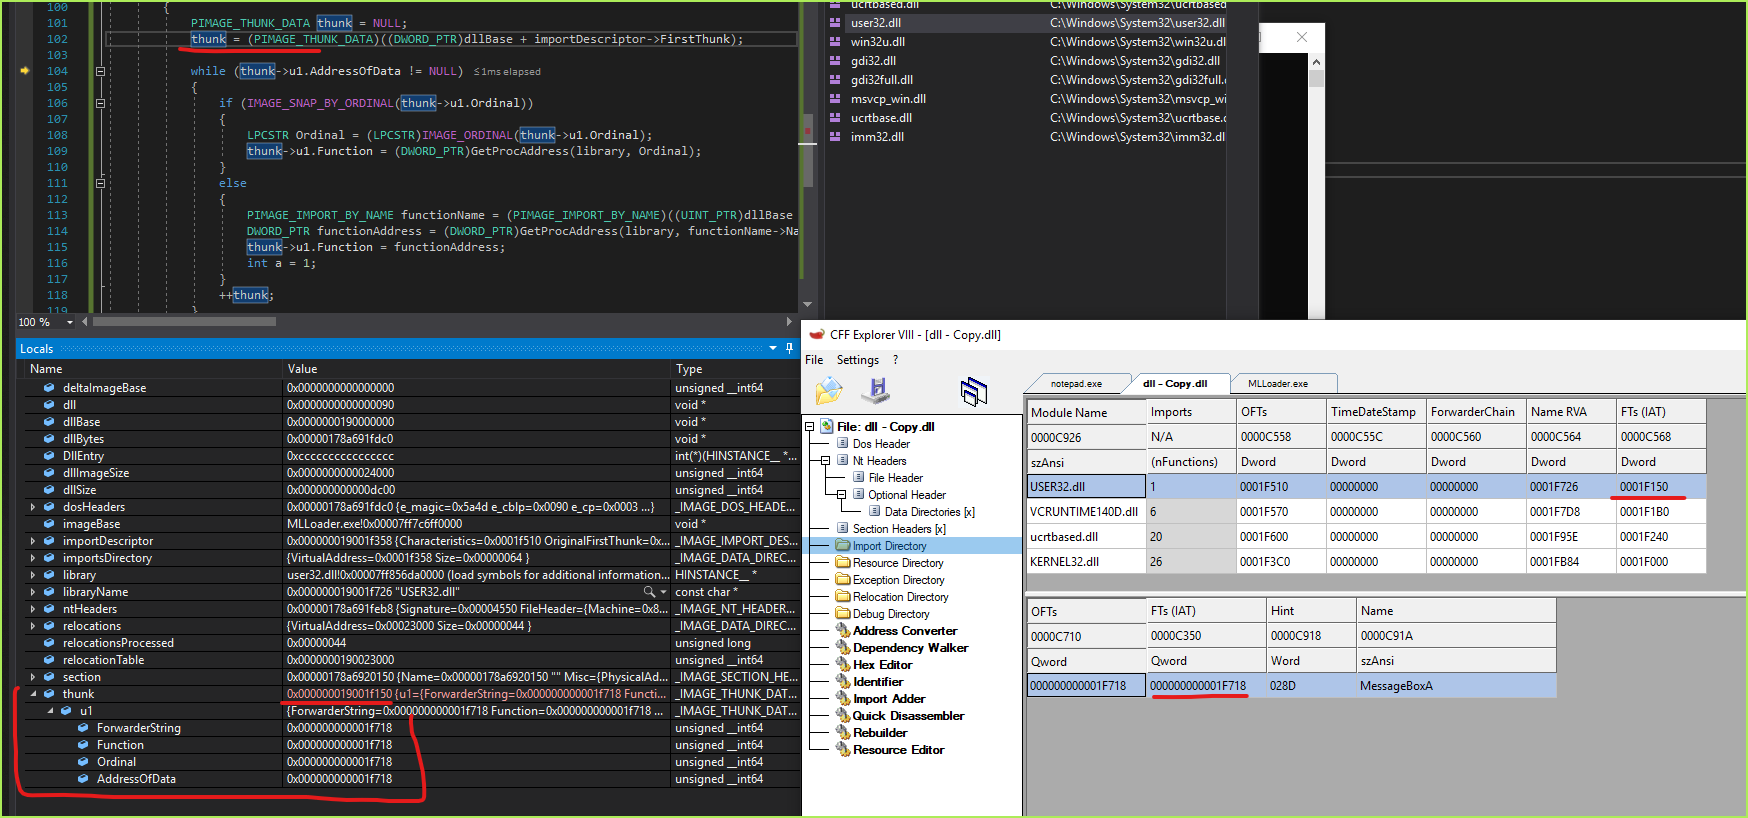 100 {
101 PIMAGE_THUNK_DATA thunk = NULL;
102 thunk = (PIMAGE_THUNK_DATA)((DWORD_PTR)dllBase + importDescriptor->FirstThunk);
103
104 while (thunk->u1.AddressOfData != NULL) ≤1ms elapsed
105 {
106 if (IMAGE_SNAP_BY_ORDINAL(thunk->u1.Ordinal))
107 {
108 LPCSTR Ordinal = (LPCSTR)IMAGE_ORDINAL(thunk->u1.Ordinal);
109 thunk->u1.Function = (DWORD_PTR)GetProcAddress(library, Ordinal);
110 }
111 else
112 {
113 PIMAGE_IMPORT_BY_NAME functionName = (PIMAGE_IMPORT_BY_NAME)((UINT_PTR)dllBase
114 DWORD_PTR functionAddress = (DWORD_PTR)GetProcAddress(library, functionName->Na
115 thunk->u1.Function = functionAddress;
116 int a = 1;
117 }
118 ++thunk;
119 }
100 %
ucrtbased.dll C:\Windows\System32\ucrtbased.
user32.dll C:\Windows\System32\user32.dll
win32u.dll C:\Windows\System32\win32u.dl
gdi32.dll C:\Windows\System32\gdi32.dll
gdi32full.dll C:\Windows\System32\gdi32full.
msvcp_win.dll C:\Windows\System32\msvcp_wi
ucrtbase.dll C:\Windows\System32\ucrtbase.
imm32.dll C:\Windows\System32\imm32.dl
Locals
Name Value Type
deltaImageBase 0x0000000000000000 unsigned __int64
dll 0x0000000000000090 void *
dllBase 0x0000000190000000 void *
dllBytes 0x00000178a691fdc0 void *
DllEntry 0xcccccccccccccccc int(*)(HINSTANCE__ *...
dllImageSize 0x0000000000024000 unsigned __int64
dllSize 0x000000000000dc00 unsigned __int64
dosHeaders 0x00000178a691fdc0 {e_magic=0x5a4d e_cblp=0x0090 e_cp=0x0003 ...} _IMAGE_DOS_HEADE...
imageBase MLLoader.exe!0x00007ff7c6ff0000 void *
importDescriptor 0x000000019001f358 {Characteristics=0x0001f510 OriginalFirstThunk=0x... _IMAGE_IMPORT_DES...
importsDirectory {VirtualAddress=0x0001f358 Size=0x00000064 } _IMAGE_DATA_DIREC...
library user32.dll!0x00007ff856da0000 (load symbols for additional information... HINSTANCE__ *
libraryName 0x000000019001f726 "USER32.dll" const char *
ntHeaders 0x00000178a691feb8 {Signature=0x00004550 FileHeader={Machine=0x8... _IMAGE_NT_HEADER...
relocations {VirtualAddress=0x00023000 Size=0x00000044 } _IMAGE_DATA_DIREC...
relocationsProcessed 0x00000044 unsigned long
relocationTable 0x0000000190023000 unsigned __int64
section 0x00000178a6920150 {Name=0x00000178a6920150 "" Misc={PhysicalAd... _IMAGE_SECTION_HE...
thunk 0x000000019001f150 {u1={ForwarderString=0x000000000001f718 Functi... _IMAGE_THUNK_DAT...
u1 {ForwarderString=0x000000000001f718 Function=0x000000000001f718 ... _IMAGE_THUNK_DAT...
ForwarderString 0x000000000001f718 unsigned __int64
Function 0x000000000001f718 unsigned __int64
Ordinal 0x000000000001f718 unsigned __int64
AddressOfData 0x000000000001f718 unsigned __int64
CFF Explorer VIII - [dll - Copy.dll]
File Settings ?
notepad.exe dll - Copy.dll MLLoader.exe
File: dll - Copy.dll
Dos Header
Nt Headers
File Header
Optional Header
Data Directories [x]
Section Headers [x]
Import Directory
Resource Directory
Exception Directory
Relocation Directory
Debug Directory
Address Converter
Dependency Walker
Hex Editor
Identifier
Import Adder
Quick Disassembler
Rebuilder
Resource Editor
Module Name Imports OFTs TimeDateStamp ForwarderChain Name RVA FTs (IAT)
0000C926 N/A 0000C558 0000C55C 0000C560 0000C564 0000C568
szAnsi (nFunctions) Dword Dword Dword Dword Dword
USER32.dll 1 0001F510 00000000 00000000 0001F726 0001F150
VCRUNTIME140D.dll 6 0001F570 00000000 00000000 0001F7D8 0001F1B0
ucrtbased.dll 20 0001F600 00000000 00000000 0001F95E 0001F240
KERNEL32.dll 26 0001F3C0 00000000 00000000 0001FB84 0001F000
OFTs FTs (IAT) Hint Name
0000C710 0000C350 0000C918 0000C91A
Qword Qword Word szAnsi
000000000001F718 000000000001F718 028D MessageBoxA